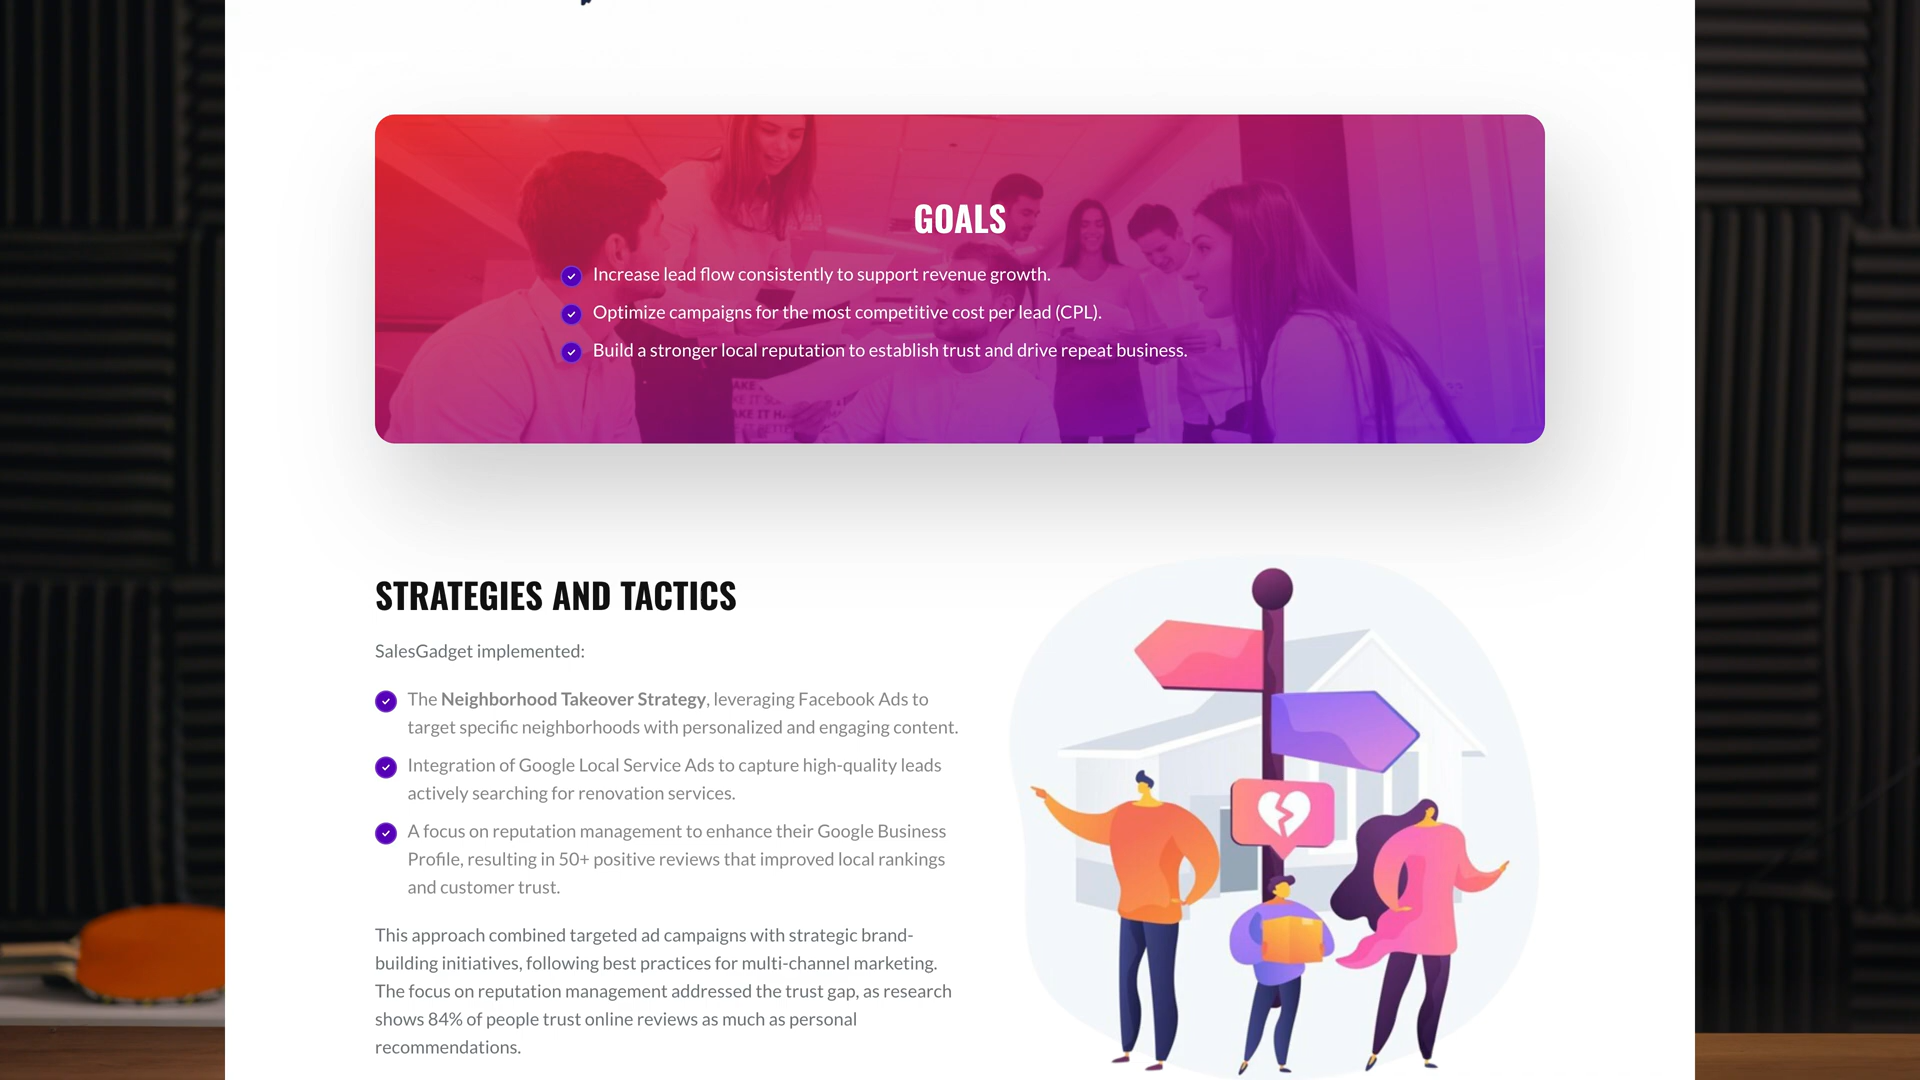 GOALS
Increase lead flow consistently to support revenue growth.
Optimize campaigns for the most competitive cost per lead (CPL).
Build a stronger local reputation to establish trust and drive repeat business.
STRATEGIES AND TACTICS
SalesGadget implemented:
The Neighborhood Takeover Strategy, leveraging Facebook Ads to
target specific neighborhoods with personalized and engaging content.
Integration of Google Local Service Ads to capture high-quality leads
actively searching for renovation services.
A focus on reputation management to enhance their Google Business
Profile, resulting in 50+ positive reviews that improved local rankings
and customer trust.
This approach combined targeted ad campaigns with strategic brand-
building initiatives, following best practices for multi-channel marketing.
The focus on reputation management addressed the trust gap, as research
shows 84% of people trust online reviews as much as personal
recommendations.